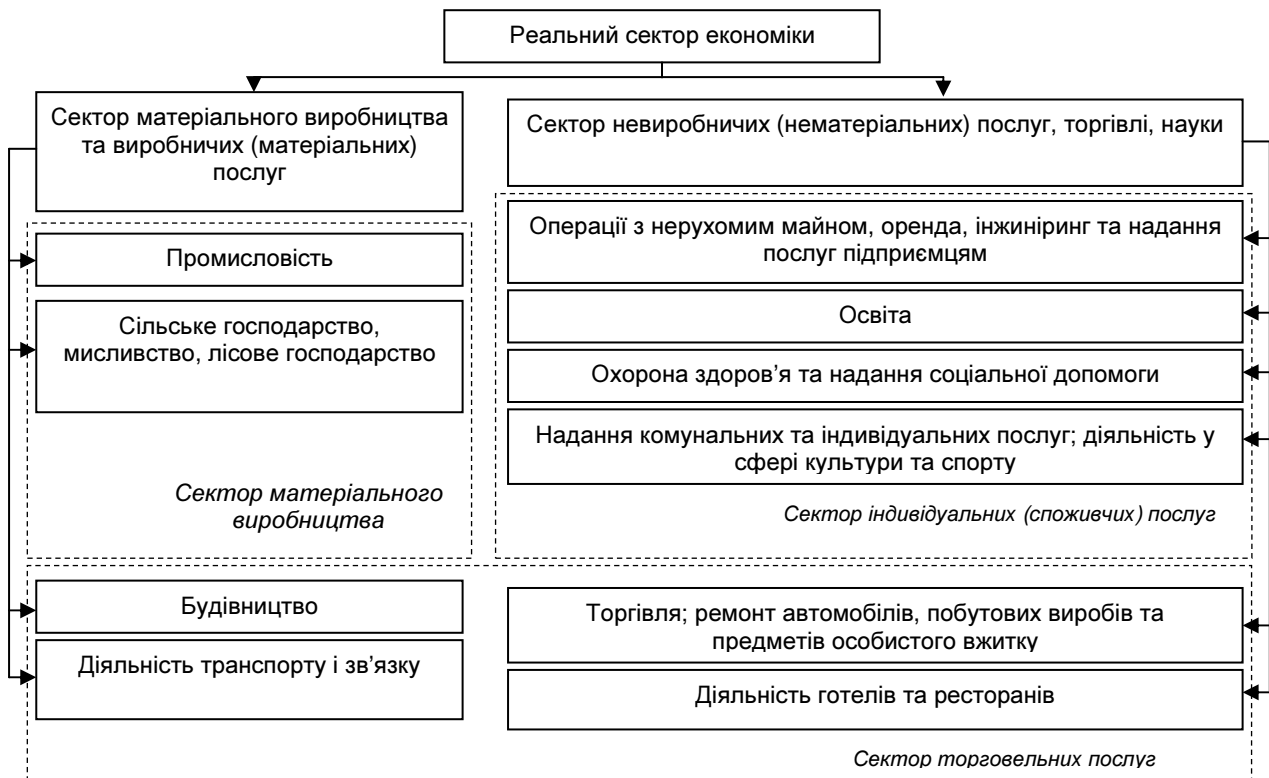 Реальний сектор економіки
Сектор матеріального виробництва
та виробничих (матеріальних)
послуг
Сектор невиробничих (нематеріальних) послуг, торгівлі, науки
Промисловість
Сільське господарство,
мисливство, лісове господарство
Сектор матеріального
виробництва
Операції з нерухомим майном, оренда, інжиніринг та надання
послуг підприємцям
Освіта
Охорона здоров’я та надання соціальної допомоги
Надання комунальних та індивідуальних послуг; діяльність у
сфері культури та спорту
Сектор індивідуальних (споживчих) послуг
Будівництво
Діяльність транспорту і зв’язку
Торгівля; ремонт автомобілів, побутових виробів та
предметів особистого вжитку
Діяльність готелів та ресторанів
Сектор торговельних послуг